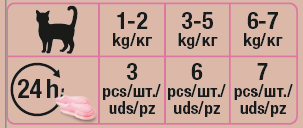 1-2 3-5 6-7
kg/кг kg/кг kg/кг
24h 3 6 7
pcs/шт./ pcs/шт./ pcs/шт./
uds/pz uds/pz uds/pz